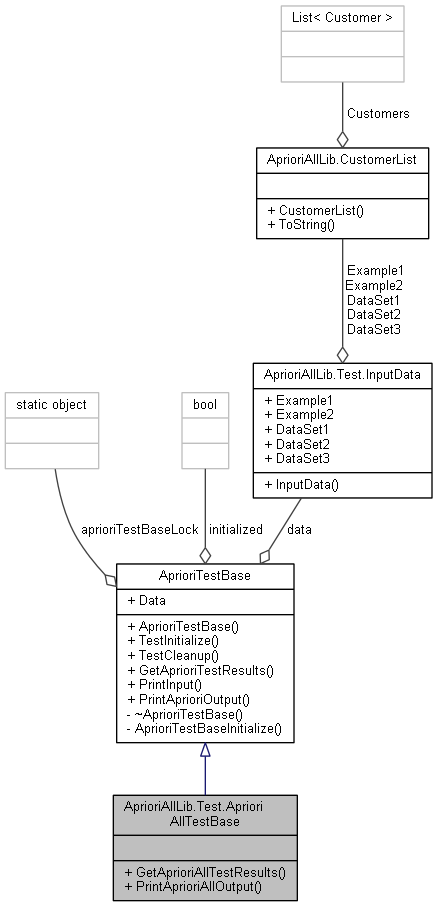 List< Customer >
Customers
AprioriAllLib.CustomerList
+ CustomerList()
+ ToString()
Example1
Example2
DataSet1
DataSet2
DataSet3
AprioriAllLib.Test.InputData
+ Example1
+ Example2
+ DataSet1
+ DataSet2
+ DataSet3
+ InputData()
static object
bool
aprioriTestBaseLock
initialized
data
AprioriTestBase
+ Data
+ AprioriTestBase()
+ TestInitialize()
+ TestCleanup()
+ GetAprioriTestResults()
+ PrintInput()
+ PrintAprioriOutput()
- ~AprioriTestBase()
- AprioriTestBaseInitialize()
AprioriAllLib.Test.Apriori
AllTestBase
+ GetAprioriAllTestResults()
+ PrintAprioriAllOutput()